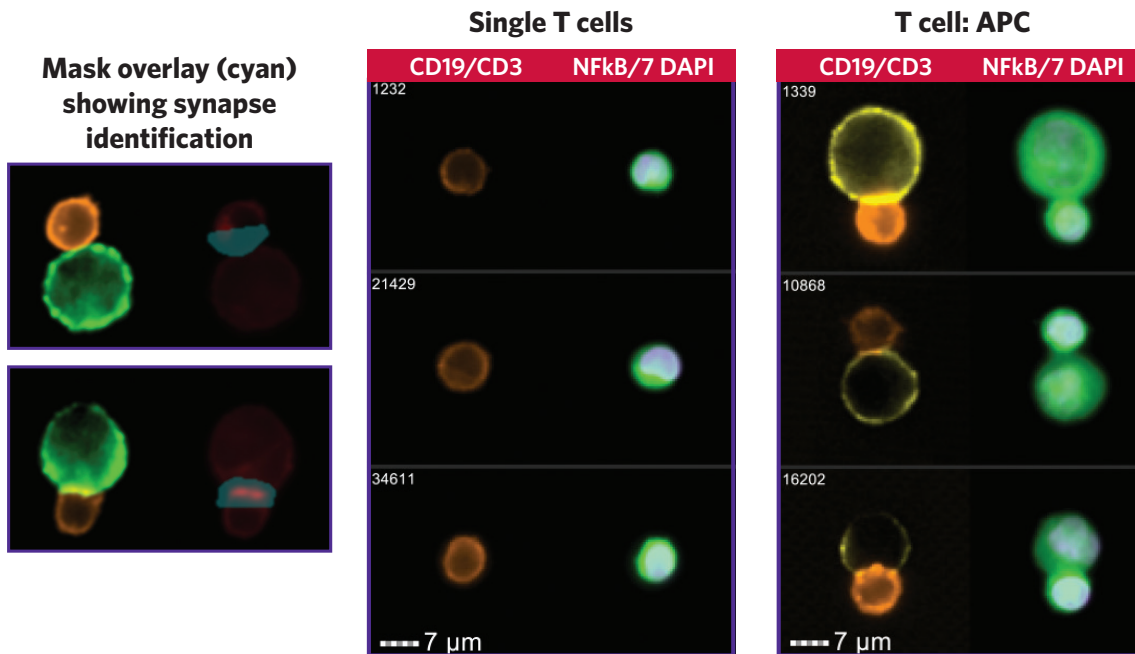 Mask overlay (cyan)
showing synapse
identification
Single T cells
CD19/CD3 NFkB/7 DAPI
1232
21429
34611
7 µm
T cell: APC
CD19/CD3 NFkB/7 DAPI
1339
10868
16202
7 µm